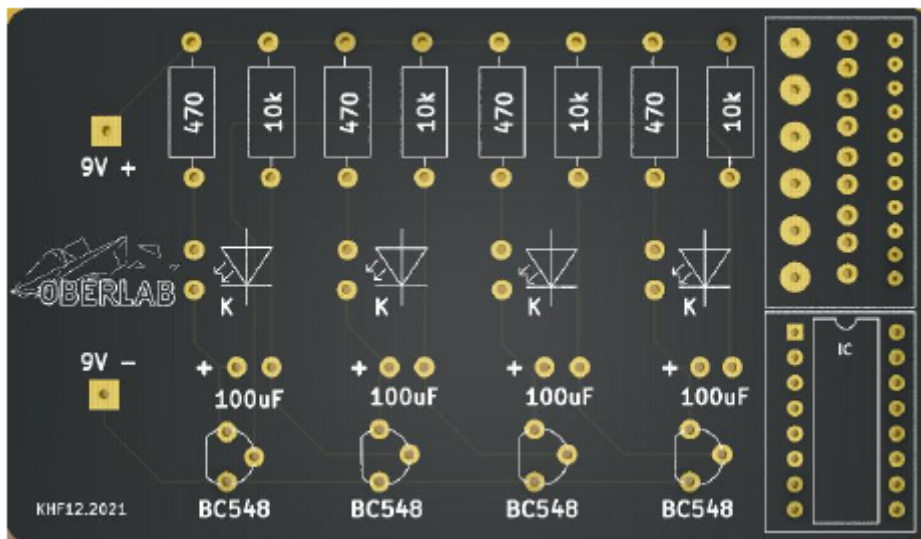 470 10k 470 10k 470 10k 470 10k
9V +
OBERLAB
K K K K
IC
9V -
+ + + +
100uF 100uF 100uF 100uF
BC548 BC548 BC548 BC548
KHF12.2021